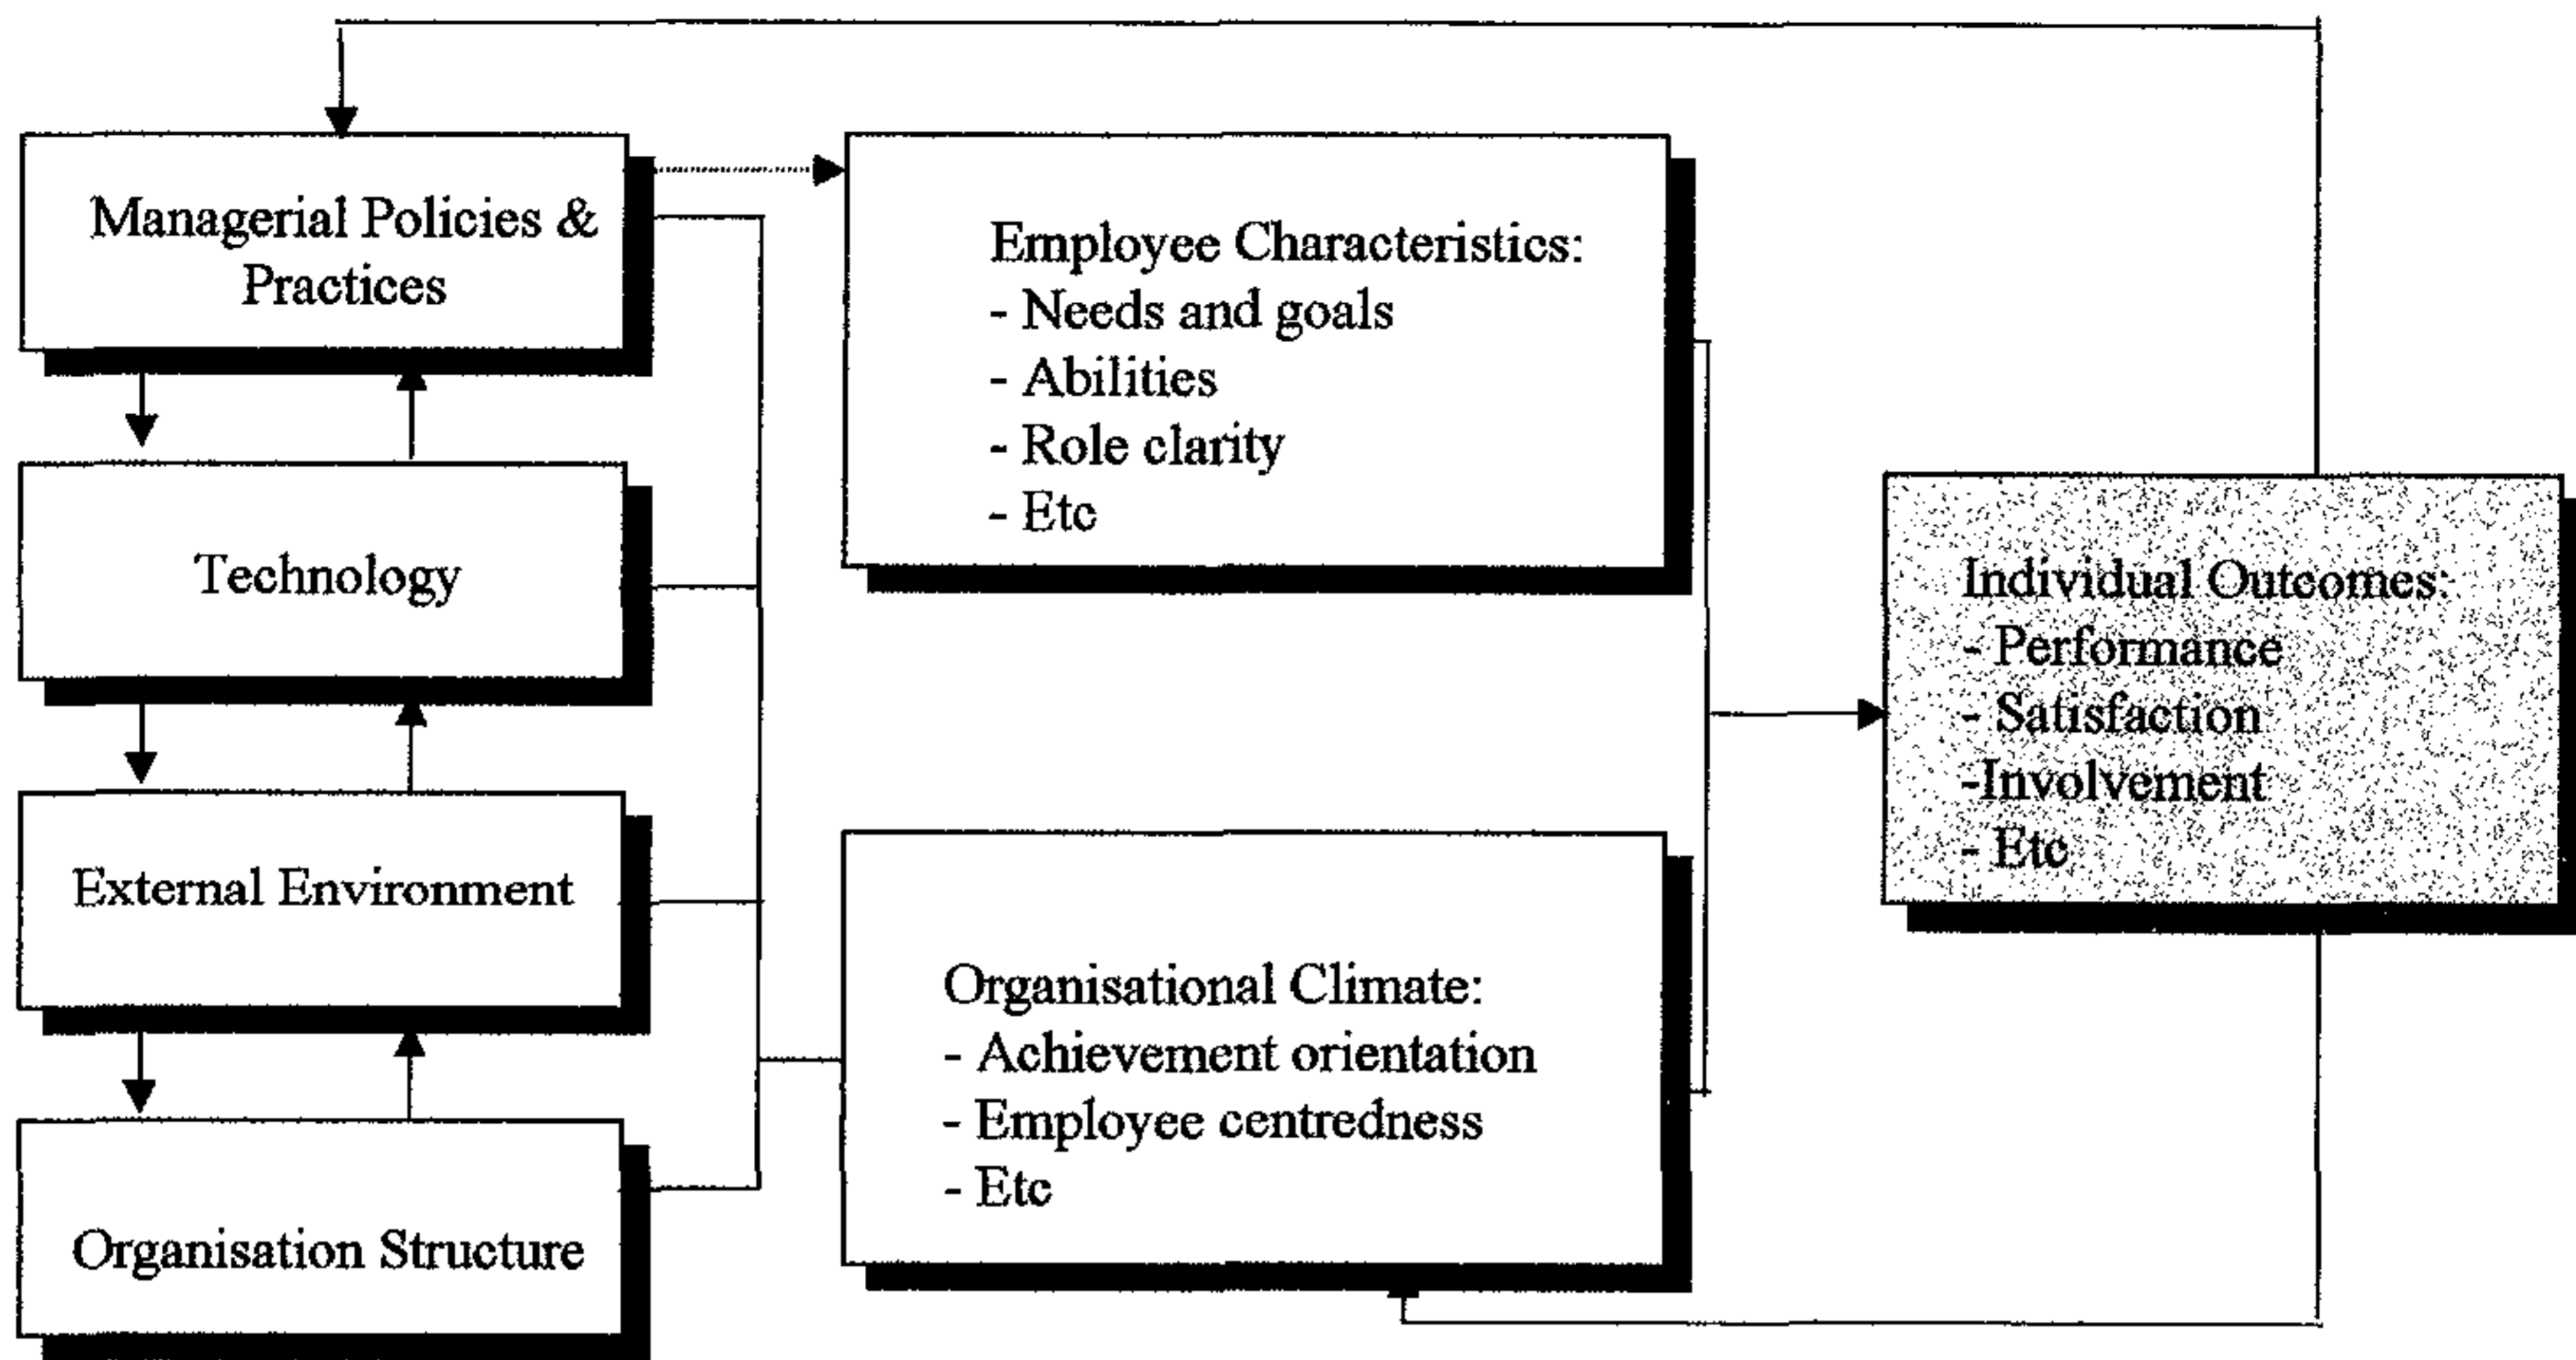 Managerial Policies &
Practices
Technology
External Environment
Organisation Structure
Employee Characteristics:
- Needs and goals
- Abilities
- Role clarity
- Etc
Organisational Climate:
- Achievement orientation
- Employee centredness
- Etc
Individual Outcomes:
- Performance
- Satisfaction
-Involvement
- Etc